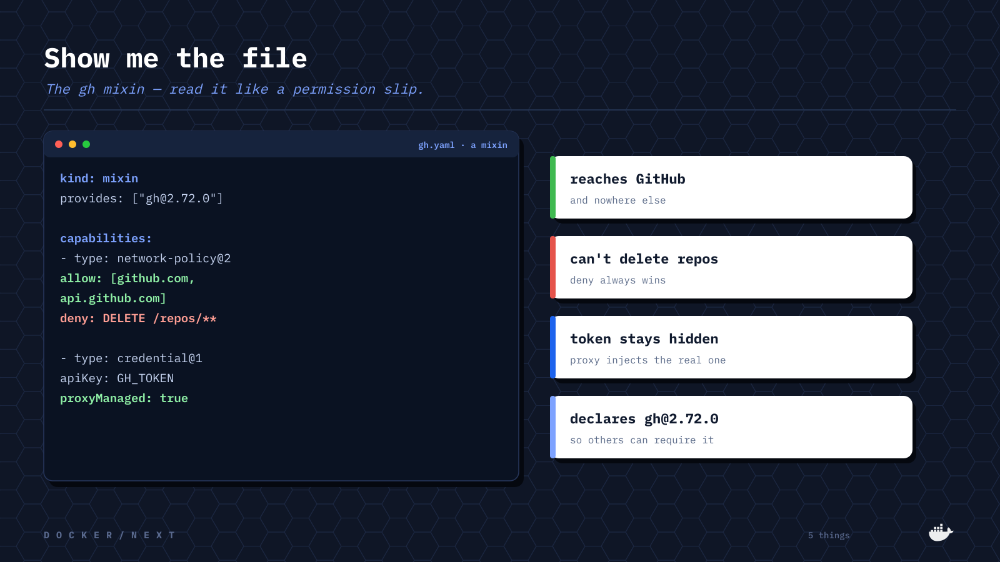 Show me the file
The gh mixin — read it like a permission slip.
gh.yaml · a mixin
kind: mixin
provides: ["gh@2.72.0"]
capabilities:
- type: network-policy@2
allow: [github.com,
api.github.com]
deny: DELETE /repos/**
- type: credential@1
apiKey: GH_TOKEN
proxyManaged: true
reaches GitHub
and nowhere else
can't delete repos
deny always wins
token stays hidden
proxy injects the real one
declares gh@2.72.0
so others can require it
DOCKER/NEXT
5 things